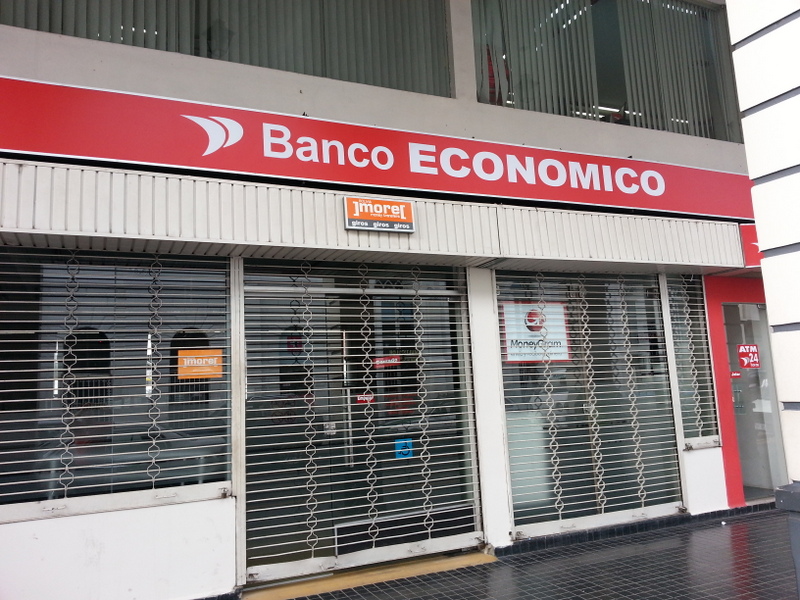 Banco ECONOMICO
]more[
giros giros giros
]more[
MoneyGram
ATM
24